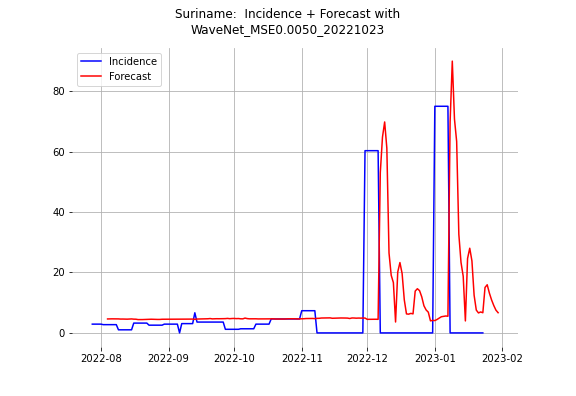 Suriname:  Incidence + Forecast with
WaveNet_MSE0.0050_20221023
Incidence
Forecast
80
60
40
20
0
2022-08 2022-09 2022-10 2022-11 2022-12 2023-01 2023-02